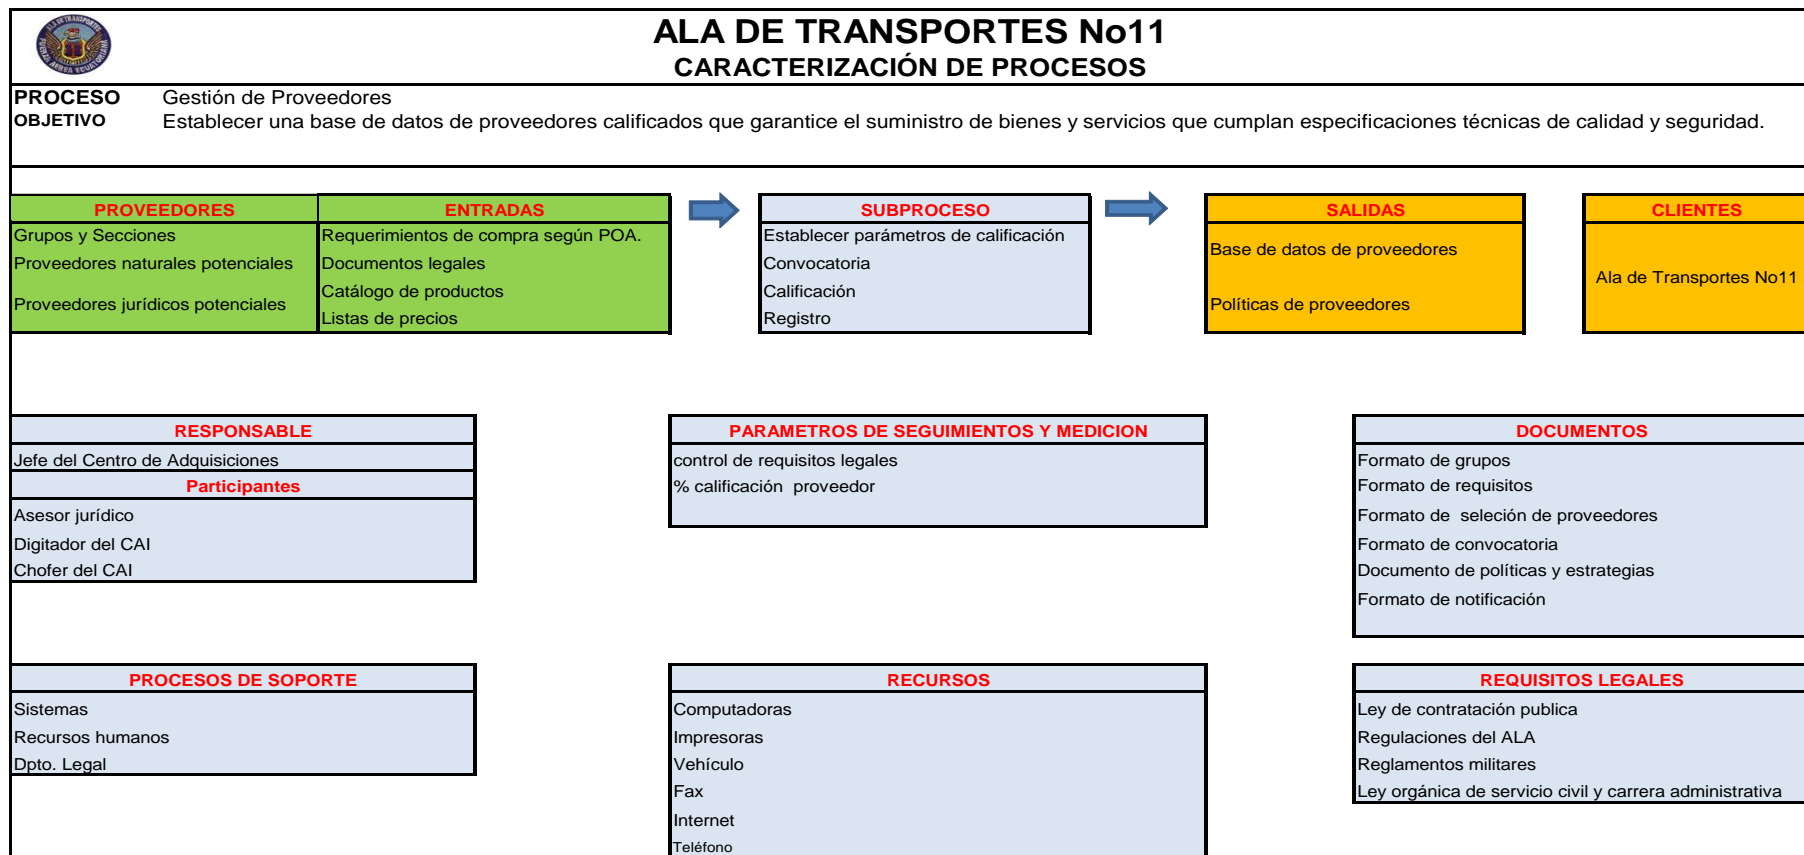 ALA DE TRANSPORTES
FUERZA AEREA ECUATORIANA
ALA DE TRANSPORTES No11
CARACTERIZACIÓN DE PROCESOS
PROCESO Gestión de Proveedores
OBJETIVO Establecer una base de datos de proveedores calificados que garantice el suministro de bienes y servicios que cumplan especificaciones técnicas de calidad y seguridad.
PROVEEDORES
Grupos y Secciones
Proveedores naturales potenciales
Proveedores jurídicos potenciales
ENTRADAS
Requerimientos de compra según POA.
Documentos legales
Catálogo de productos
Listas de precios
SUBPROCESO
Establecer parámetros de calificación
Convocatoria
Calificación
Registro
SALIDAS
Base de datos de proveedores
Políticas de proveedores
CLIENTES
Ala de Transportes No11
RESPONSABLE
Jefe del Centro de Adquisiciones
Participantes
Asesor jurídico
Digitador del CAI
Chofer del CAI
PARAMETROS DE SEGUIMIENTOS Y MEDICION
control de requisitos legales
% calificación  proveedor
DOCUMENTOS
Formato de grupos
Formato de requisitos
Formato de  seleción de proveedores
Formato de convocatoria
Documento de políticas y estrategias
Formato de notificación
PROCESOS DE SOPORTE
Sistemas
Recursos humanos
Dpto. Legal
RECURSOS
Computadoras
Impresoras
Vehículo
Fax
Internet
Teléfono
REQUISITOS LEGALES
Ley de contratación publica
Regulaciones del ALA
Reglamentos militares
Ley orgánica de servicio civil y carrera administrativa